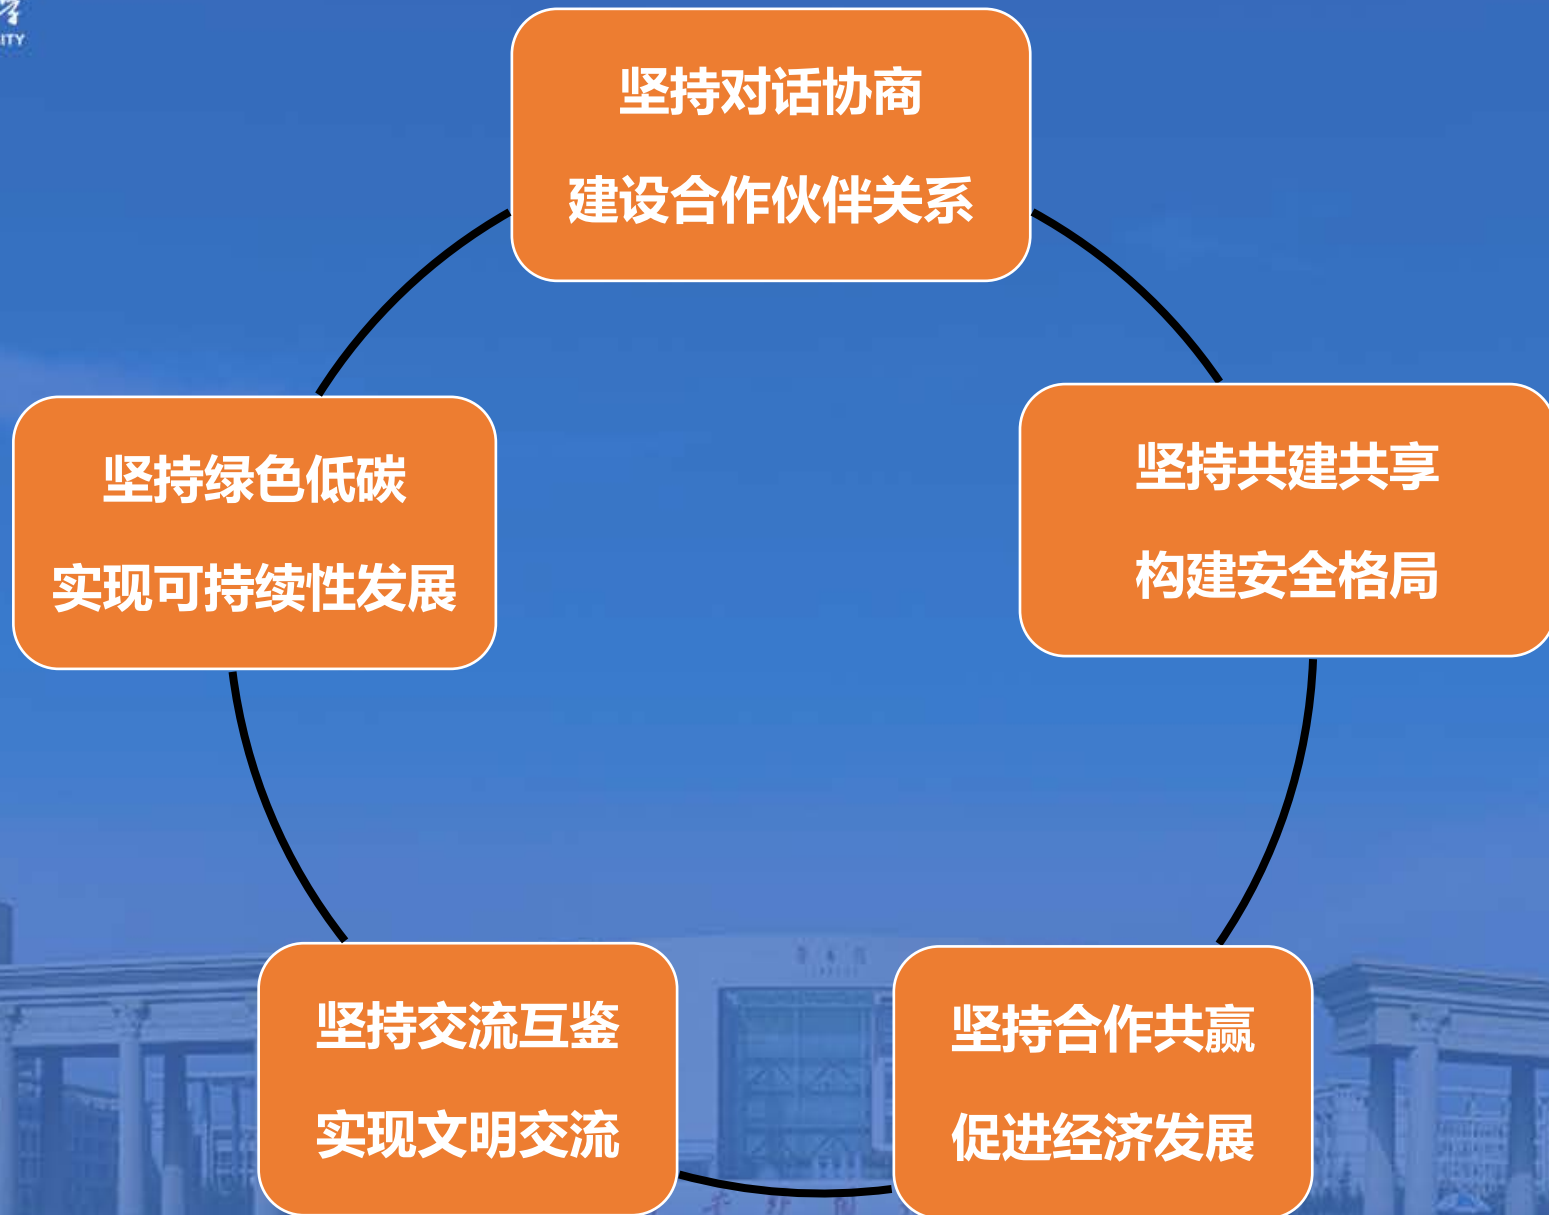 ITY
坚持对话协商
建设合作伙伴关系
坚持共建共享
构建安全格局
坚持合作共赢
促进经济发展
坚持交流互鉴
实现文明交流
坚持绿色低碳
实现可持续性发展